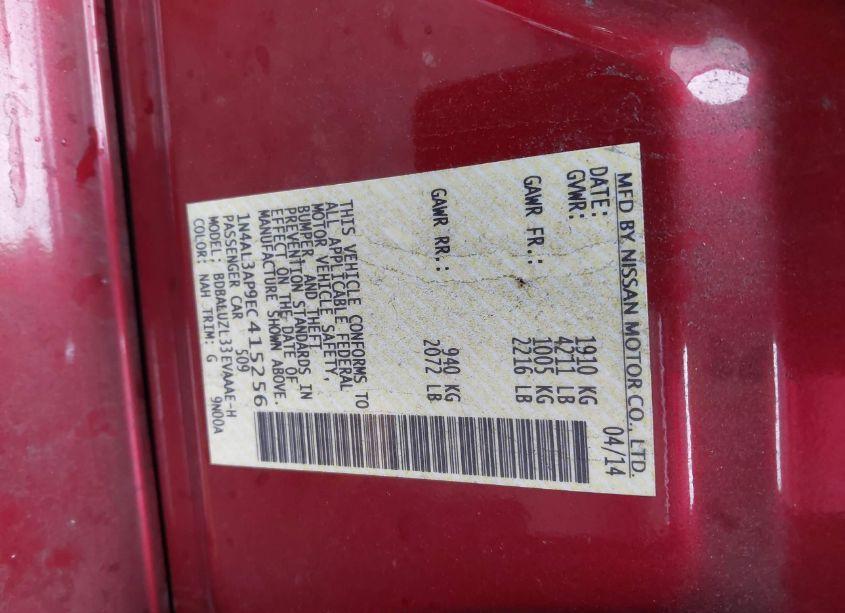 MFD BY NISSAN MOTOR CO., LTD.
DATE: 04/14
GVWR: 1910 KG
4211 LB
GAWR FR.: 1005 KG
2216 LB
GAWR RR.: 940 KG
2072 LB
THIS VEHICLE CONFORMS TO
ALL APPLICABLE FEDERAL
MOTOR VEHICLE SAFETY,
BUMPER, AND THEFT
PREVENTION STANDARDS IN
EFFECT ON THE DATE OF
MANUFACTURE SHOWN ABOVE.
1N4AL3AP9EC415256
PASSENGER CAR 509
MODEL: BDBALUZL33EVAAAE-H
COLOR: NAH TRIM: G 9N00A